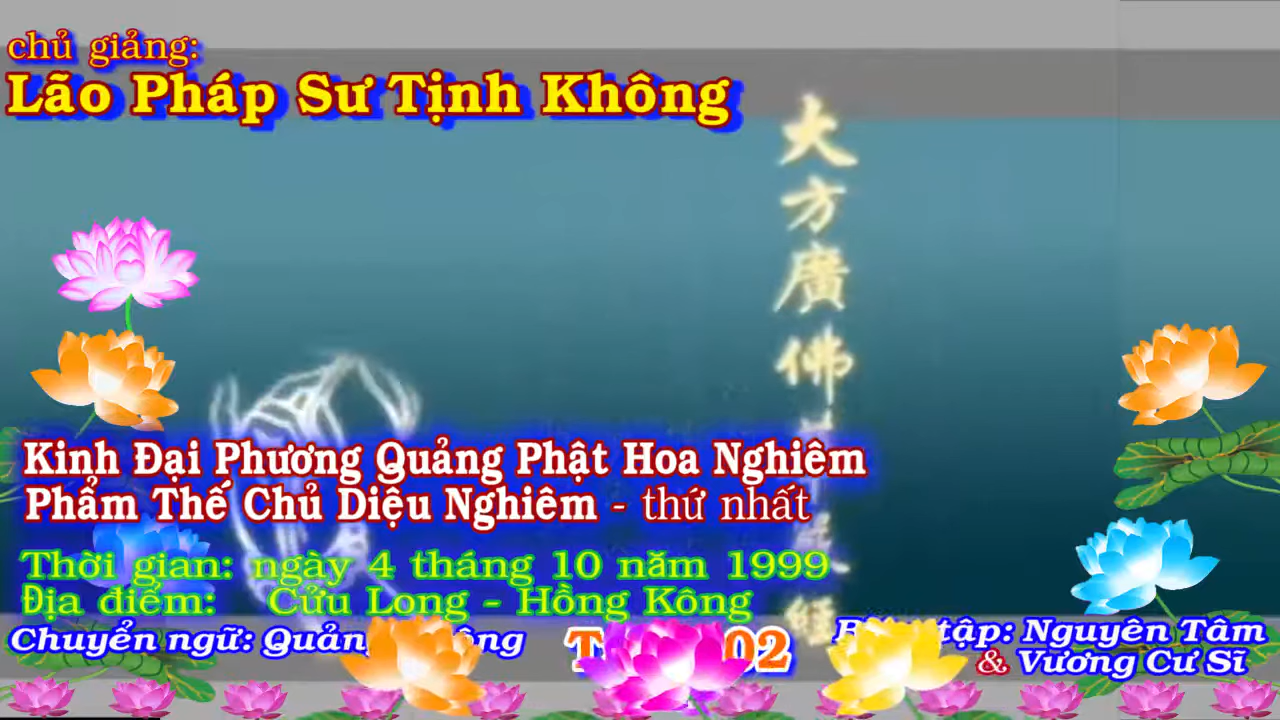 chủ giảng:
Lão Pháp Sư Tịnh Không
大方廣佛
Kinh Đại Phương Quảng Phật Hoa Nghiêm
Phẩm Thế Chủ Diệu Nghiêm - thứ nhất
Thời gian: ngày 4 tháng 10 năm 1999
Địa điểm: Cửu Long - Hồng Kông
Chuyển ngữ:
02
tập: Nguyên Tâm
& Vương Cư Sĩ